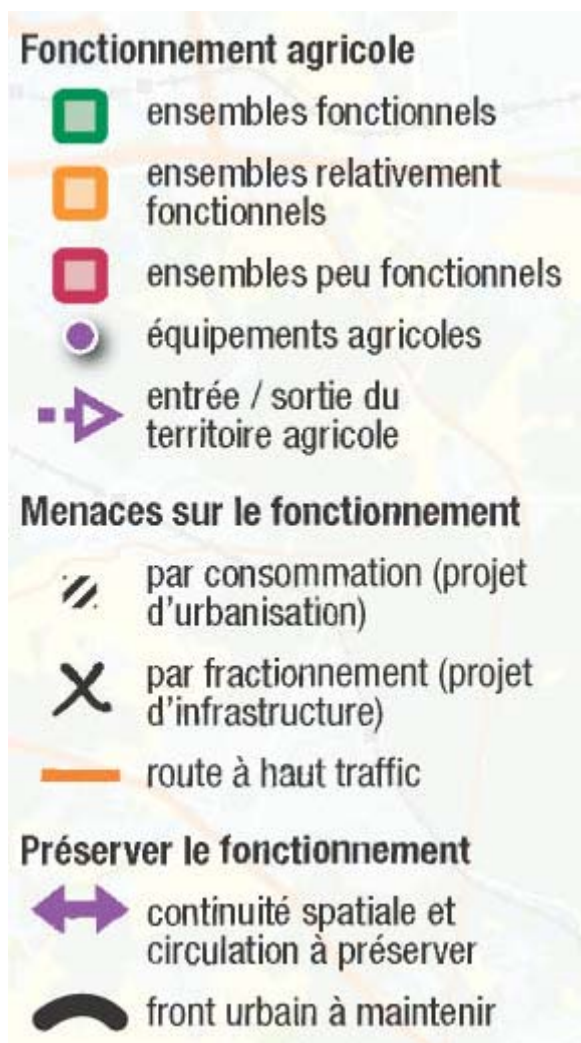 Fonctionnement agricole
ensembles fonctionnels
ensembles relativement
fonctionnels
ensembles peu fonctionnels
équipements agricoles
entrée / sortie du
territoire agricole
Menaces sur le fonctionnement
par consommation (projet
d'urbanisation)
par fractionnement (projet
d'infrastructure)
route à haut traffic
Préserver le fonctionnement
continuité spatiale et
circulation à préserver
front urbain à maintenir